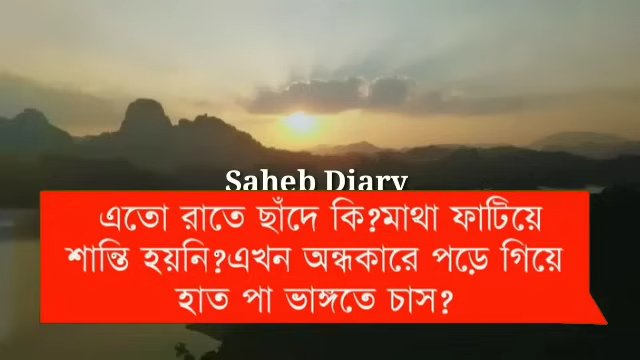 Saheb Diary
এতো রাতে ছাঁদে কি?মাথা ফাটিয়ে
শান্তি হয়নি?এখন অন্ধকারে পড়ে গিয়ে
হাত পা ভাঙ্গতে চাস?